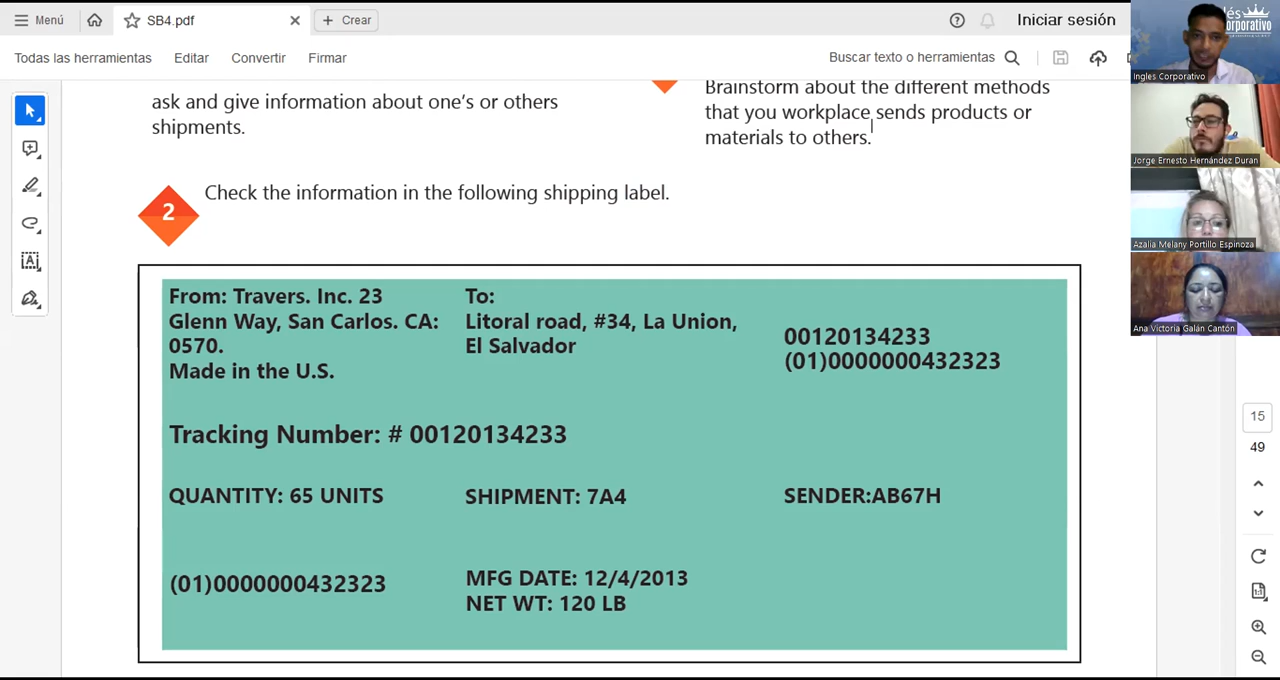 Menú
SB4.pdf
Crear
Iniciar sesión
Todas las herramientas
Editar
Convertir
Firmar
Buscar texto o herramientas
ask and give information about one's or others
shipments.
Brainstorm about the different methods
that you workplace sends products or
materials to others.
2
Check the information in the following shipping label.
From: Travers. Inc. 23
Glenn Way, San Carlos. CA:
0570.
Made in the U.S.
To:
Litoral road, #34, La Union,
El Salvador
00120134233
(01)0000000432323
Tracking Number: # 00120134233
QUANTITY: 65 UNITS
SHIPMENT: 7A4
SENDER:AB67H
(01)0000000432323
MFG DATE: 12/4/2013
NET WT: 120 LB
15
49
Ingles Corporativo
Jorge Ernesto Hernández Duran
Azalia Melany Portillo Espinoza
Ana Victoria Galán Cantón